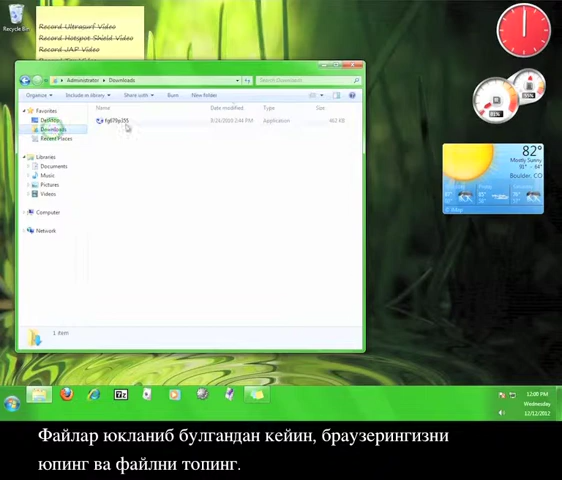 Recycle Bin
Record Ultrasurf Video
Record Hotspot Shield Video
Record JAP Video
Administrator
Downloads
Search Downloads
Organize
Include in library
Share with
Burn
New folder
Name
Date modified
Type
Size
Favorites
Desktop
Downloads
Recent Places
fg679p
Application
Libraries
Documents
Music
Pictures
Videos
Computer
Network
1 item
82°
Mostly Sunny
Boulder, CO
12:00 PM
Wednesday
12/12/2012
Файлар юкланиб булгандан кейин, браузерингизни
юпинг ва файлни топинг.